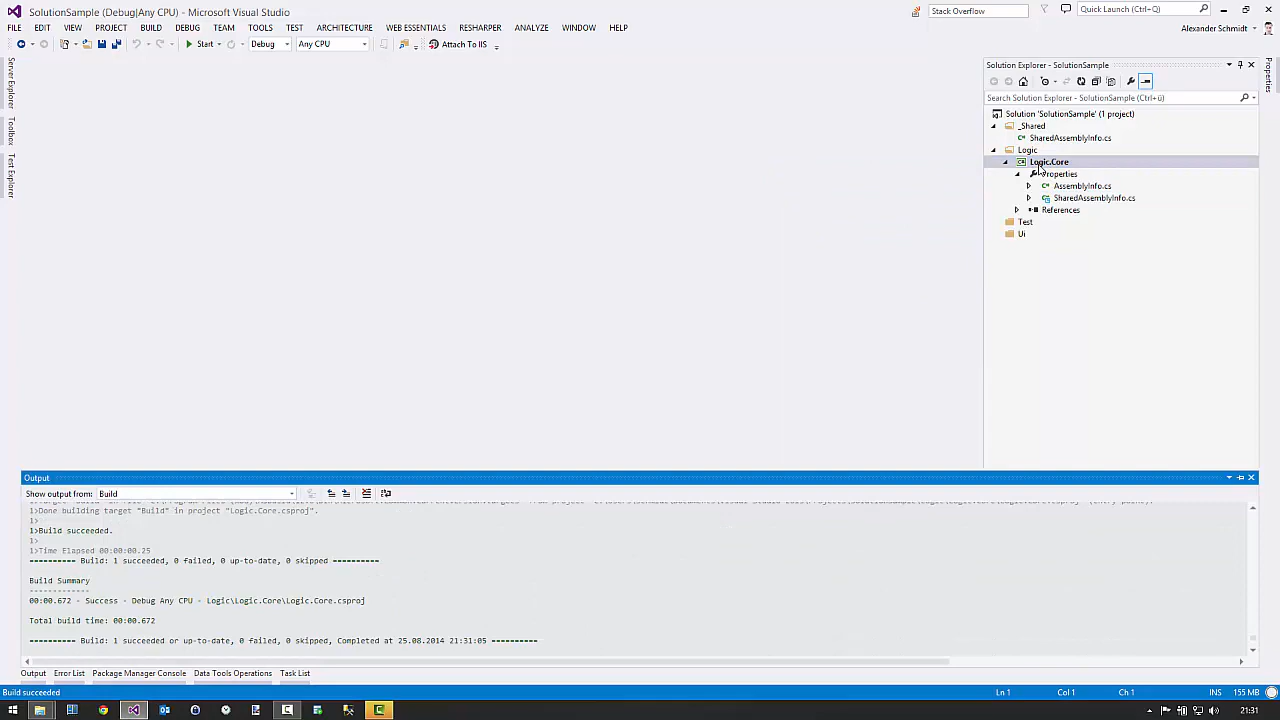 SolutionSample (Debug|Any CPU) - Microsoft Visual Studio
Stack Overflow
Quick Launch (Ctrl+Q)
FILE EDIT VIEW PROJECT BUILD DEBUG TEAM TOOLS TEST ARCHITECTURE WEB ESSENTIALS RESHARPER ANALYZE WINDOW HELP
Alexander Schmidt
Start Debug Any CPU Attach To IIS
Server Explorer
Toolbox
Test Explorer
Solution Explorer - SolutionSample
Properties
Search Solution Explorer - SolutionSample (Ctrl+ü)
Solution 'SolutionSample' (1 project)
_Shared
SharedAssemblyInfo.cs
Logic
Logic.Core
Properties
AssemblyInfo.cs
SharedAssemblyInfo.cs
References
Test
Ui
Output
Show output from: Build
1>Done building target "Build" in project "Logic.Core.csproj".
1>
1>Build succeeded.
1>
1>Time Elapsed 00:00:00.25
========== Build: 1 succeeded, 0 failed, 0 up-to-date, 0 skipped ==========
Build Summary
-------------
00:00.672 - Success - Debug Any CPU - Logic\Logic.Core\Logic.Core.csproj
Total build time: 00:00.672
========== Build: 1 succeeded or up-to-date, 0 failed, 0 skipped, Completed at 25.08.2014 21:31:05 ==========
Output Error List Package Manager Console Data Tools Operations Task List
Build succeeded Ln 1 Col 1 Ch 1 INS 155 MB
21:31